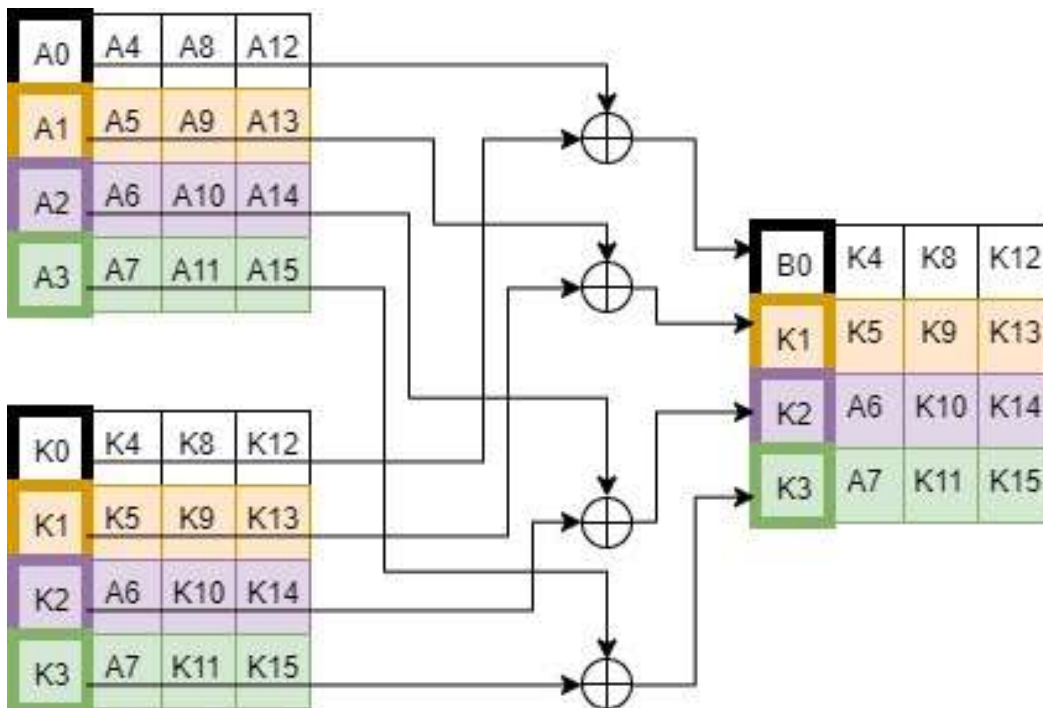 A0 A4 A8 A12
A1 A5 A9 A13
A2 A6 A10 A14
A3 A7 A11 A15
K0 K4 K8 K12
K1 K5 K9 K13
K2 A6 K10 K14
K3 A7 K11 K15
B0 K4 K8 K12
K1 K5 K9 K13
K2 A6 K10 K14
K3 A7 K11 K15